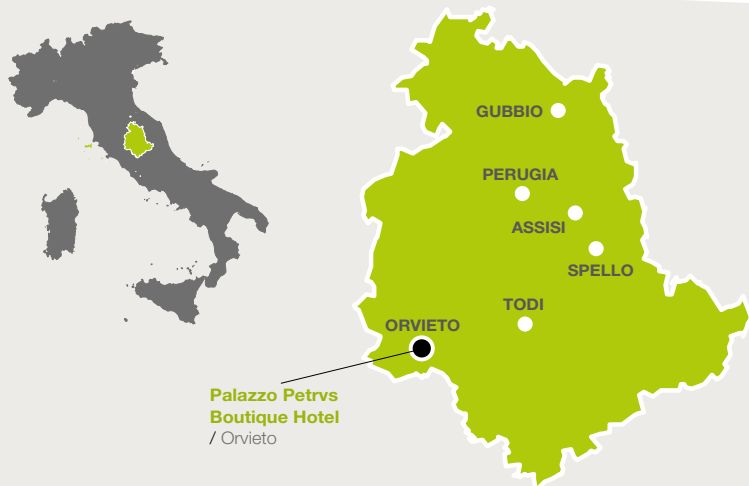 GUBBIO
PERUGIA
ASSISI
SPELLO
TODI
ORVIETO
Palazzo Petrvs
Boutique Hotel
/ Orvieto